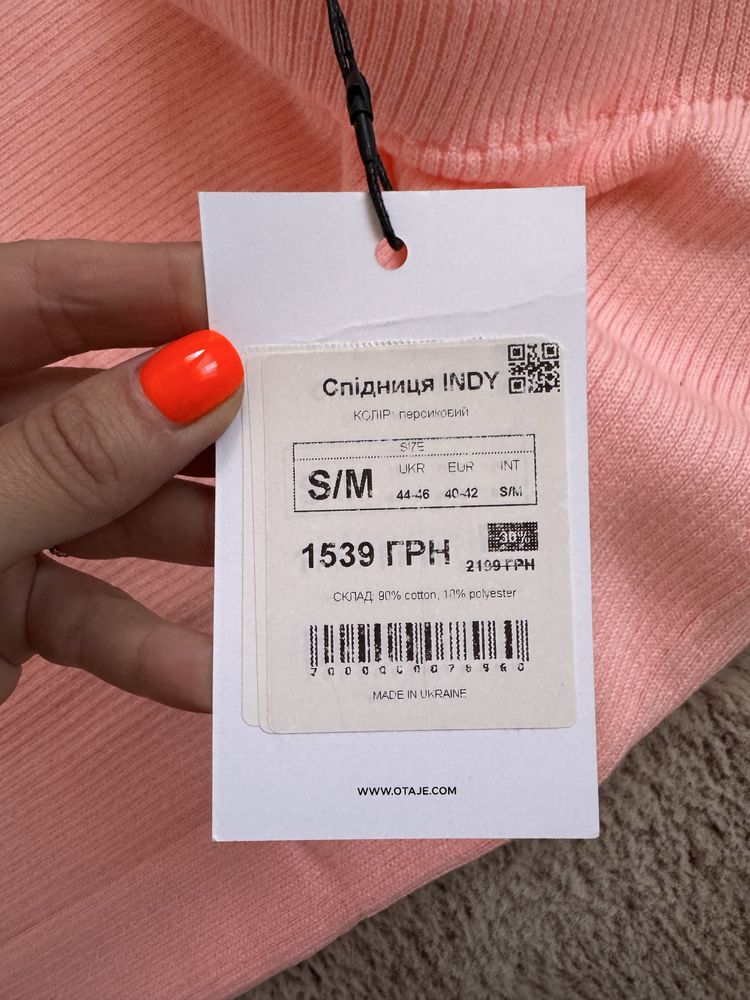 Спідниця INDY
КОЛІР: персиковий
SIZE
S/M
UKR EUR INT
44-46 40-42 S/M
30%
1539 ГРН
2199 ГРН
СКЛАД: 90% cotton, 10% polyester
MADE IN UKRAINE
WWW.OTAJE.COM